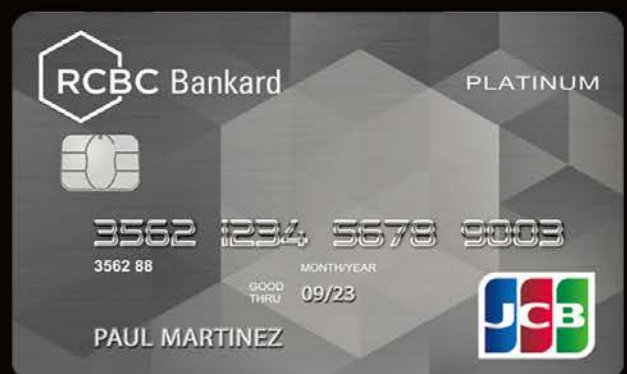 RCBC Bankard
PLATINUM
3562 1234 5678 9003
3562 88
MONTH/YEAR
GOOD THRU 09/23
PAUL MARTINEZ
JCB